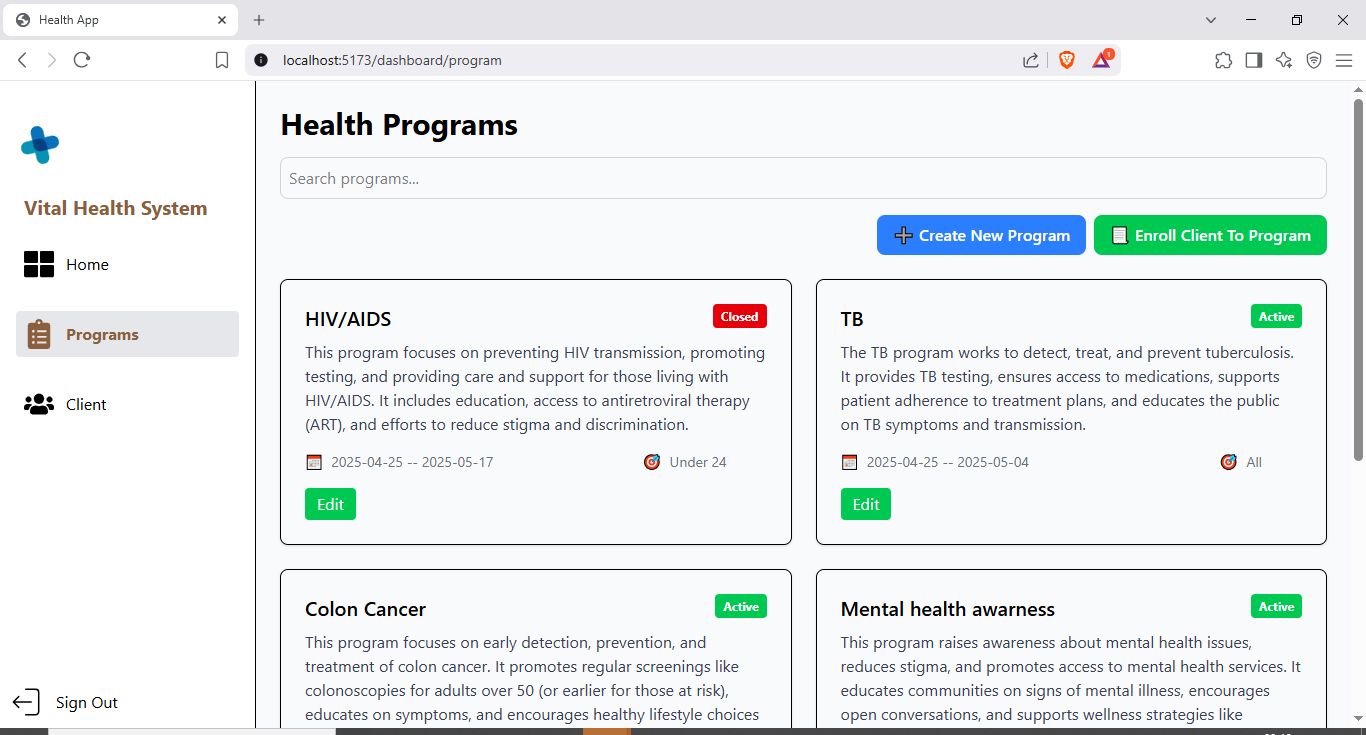 Health App
localhost:5173/dashboard/program
1
Vital Health System
Home
Programs
Client
Sign Out
Health Programs
Search programs...
Create New Program
Enroll Client To Program
HIV/AIDS
Closed
This program focuses on preventing HIV transmission, promoting
testing, and providing care and support for those living with
HIV/AIDS. It includes education, access to antiretroviral therapy
(ART), and efforts to reduce stigma and discrimination.
2025-04-25 -- 2025-05-17
Under 24
Edit
TB
Active
The TB program works to detect, treat, and prevent tuberculosis.
It provides TB testing, ensures access to medications, supports
patient adherence to treatment plans, and educates the public
on TB symptoms and transmission.
2025-04-25 -- 2025-05-04
All
Edit
Colon Cancer
Active
This program focuses on early detection, prevention, and
treatment of colon cancer. It promotes regular screenings like
colonoscopies for adults over 50 (or earlier for those at risk),
educates on symptoms, and encourages healthy lifestyle choices
Mental health awarness
Active
This program raises awareness about mental health issues,
reduces stigma, and promotes access to mental health services. It
educates communities on signs of mental illness, encourages
open conversations, and supports wellness strategies like